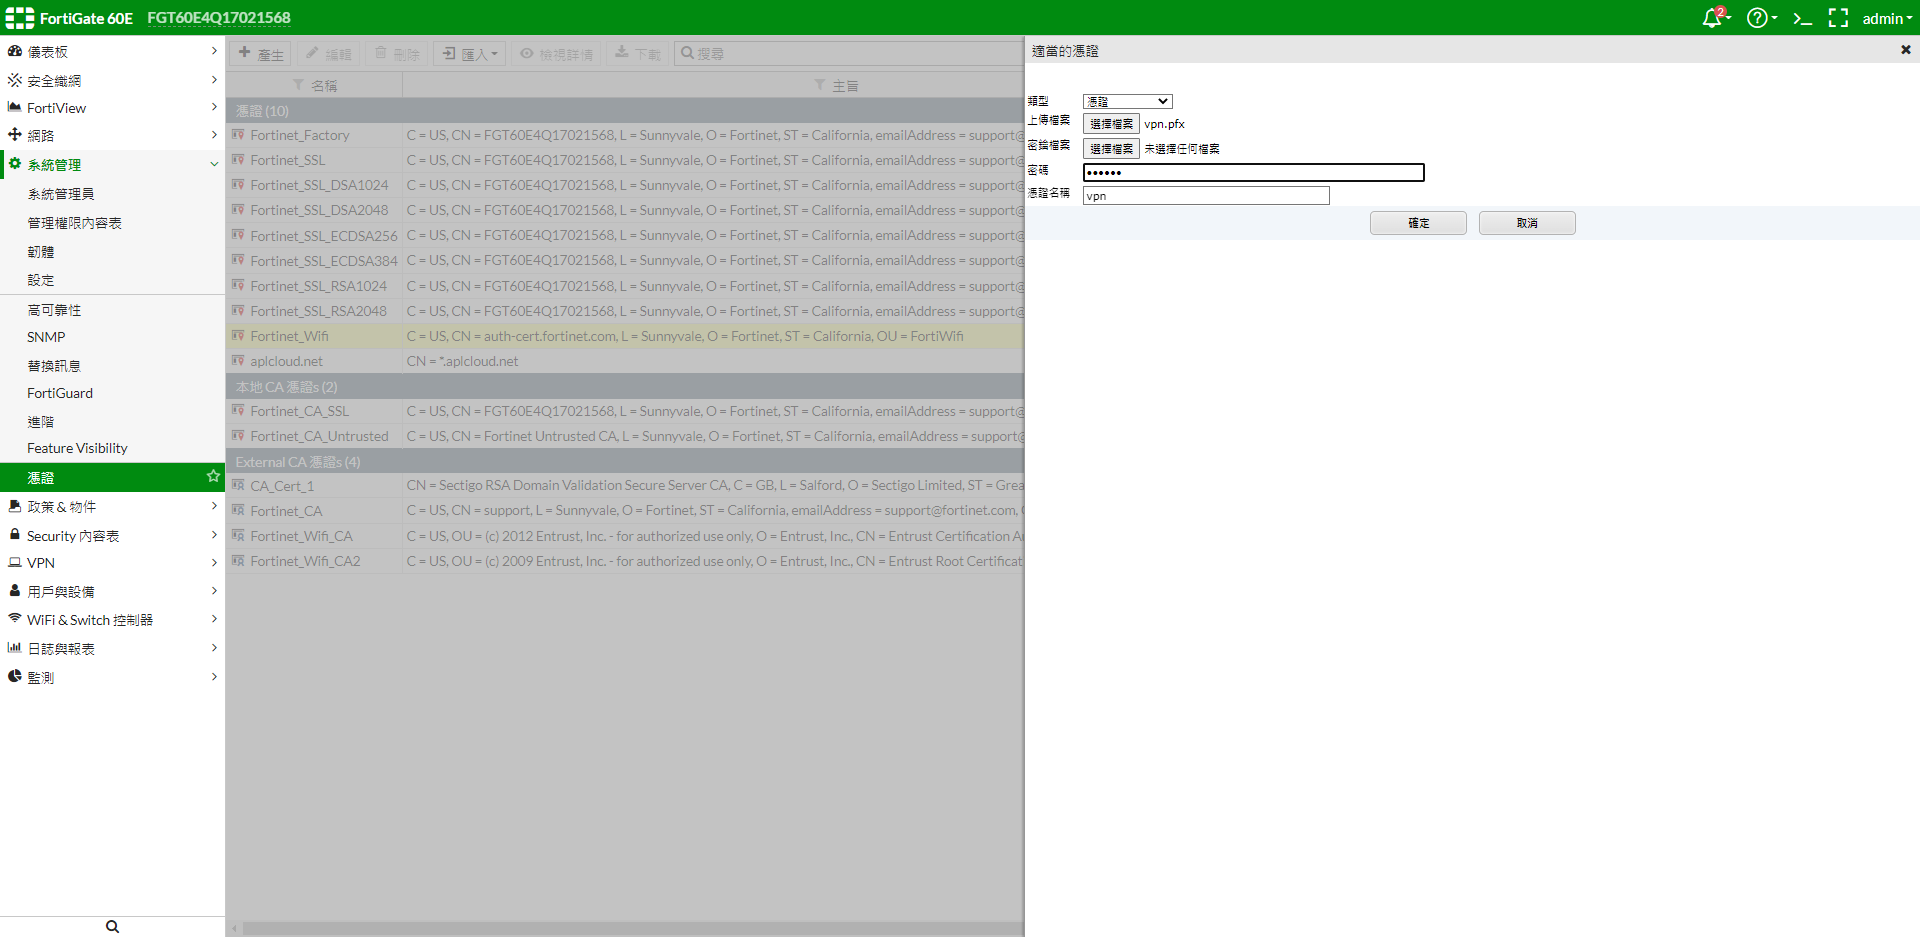 FortiGate 60E FGT60E4Q17021568 2 admin
儀表板
安全纖網
FortiView
網路
系統管理
系統管理員
管理權限內容表
韌體
設定
高可靠性
SNMP
替換訊息
FortiGuard
進階
Feature Visibility
憑證
政策 & 物件
Security 內容表
VPN
用戶與設備
WiFi & Switch 控制器
日誌與報表
監測
產生 編輯 刪除 匯入 檢視詳情 下載 搜尋
名稱 主旨
憑證 (10)
Fortinet_Factory C = US, CN = FGT60E4Q17021568, L = Sunnyvale, O = Fortinet, ST = California, emailAddress = support@
Fortinet_SSL C = US, CN = FGT60E4Q17021568, L = Sunnyvale, O = Fortinet, ST = California, emailAddress = support@
Fortinet_SSL_DSA1024 C = US, CN = FGT60E4Q17021568, L = Sunnyvale, O = Fortinet, ST = California, emailAddress = support@
Fortinet_SSL_DSA2048 C = US, CN = FGT60E4Q17021568, L = Sunnyvale, O = Fortinet, ST = California, emailAddress = support@
Fortinet_SSL_ECDSA256 C = US, CN = FGT60E4Q17021568, L = Sunnyvale, O = Fortinet, ST = California, emailAddress = support@
Fortinet_SSL_ECDSA384 C = US, CN = FGT60E4Q17021568, L = Sunnyvale, O = Fortinet, ST = California, emailAddress = support@
Fortinet_SSL_RSA1024 C = US, CN = FGT60E4Q17021568, L = Sunnyvale, O = Fortinet, ST = California, emailAddress = support@
Fortinet_SSL_RSA2048 C = US, CN = FGT60E4Q17021568, L = Sunnyvale, O = Fortinet, ST = California, emailAddress = support@
Fortinet_Wifi C = US, CN = auth-cert.fortinet.com, L = Sunnyvale, O = Fortinet, ST = California, OU = FortiWifi
aplcloud.net CN = *.aplcloud.net
本地 CA 憑證s (2)
Fortinet_CA_SSL C = US, CN = FGT60E4Q17021568, L = Sunnyvale, O = Fortinet, ST = California, emailAddress = support@
Fortinet_CA_Untrusted C = US, CN = Fortinet Untrusted CA, L = Sunnyvale, O = Fortinet, ST = California, emailAddress = support@
External CA 憑證s (4)
CA_Cert_1 CN = Sectigo RSA Domain Validation Secure Server CA, C = GB, L = Salford, O = Sectigo Limited, ST = Grea
Fortinet_CA C = US, CN = support, L = Sunnyvale, O = Fortinet, ST = California, emailAddress = support@fortinet.com,
Fortinet_Wifi_CA C = US, OU = (c) 2012 Entrust, Inc. - for authorized use only, O = Entrust, Inc., CN = Entrust Certification A
Fortinet_Wifi_CA2 C = US, OU = (c) 2009 Entrust, Inc. - for authorized use only, O = Entrust, Inc., CN = Entrust Root Certificat
適當的憑證
類型 憑證
上傳檔案 選擇檔案 vpn.pfx
密鑰檔案 選擇檔案 未選擇任何檔案
密碼 ••••••
憑證名稱 vpn
確定 取消